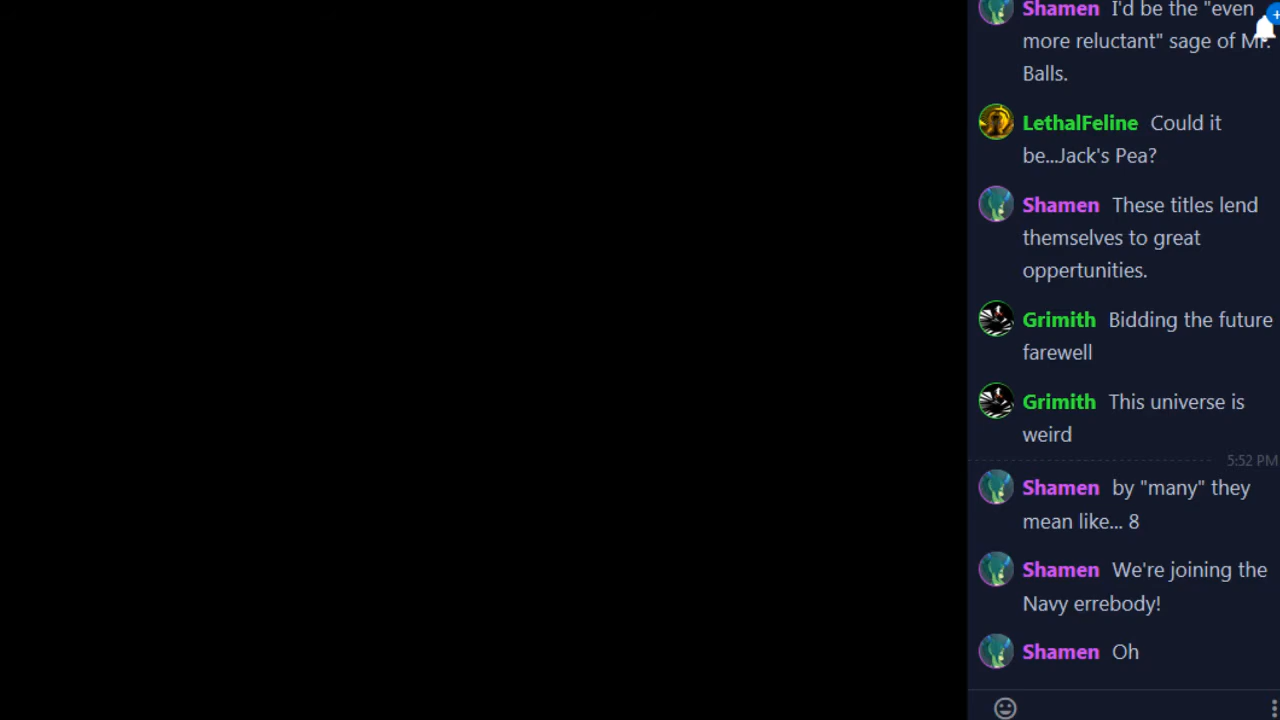 Shamen I'd be the "even
more reluctant" sage of Mr.
Balls.
LethalFeline Could it
be...Jack's Pea?
Shamen These titles lend
themselves to great
oppertunities.
Grimith Bidding the future
farewell
Grimith This universe is
weird
5:52 PM
Shamen by "many" they
mean like... 8
Shamen We're joining the
Navy errebody!
Shamen Oh